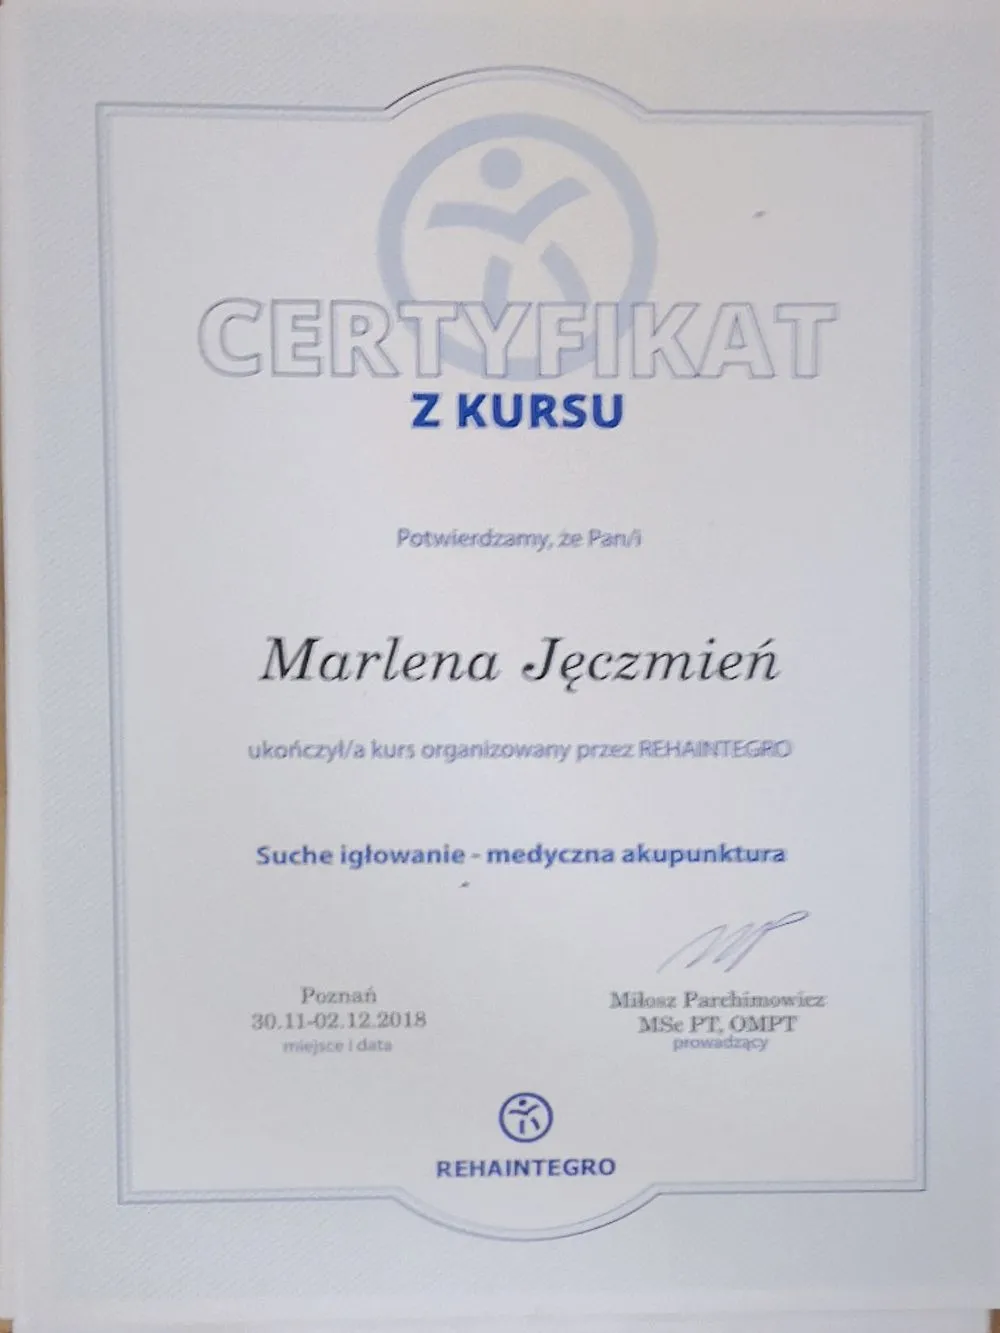 CERTYFIKAT
Z KURSU
Potwierdzamy, że Pan/i
Marlena Jęczmień
ukończył/a kurs organizowany przez REHAINTEGRO
Suche igłowanie - medyczna akupunktura
Poznań
30.11-02.12.2018
miejsce i data
Miłosz Parchimowicz
MSc PT, OMPT
prowadzący
REHAINTEGRO